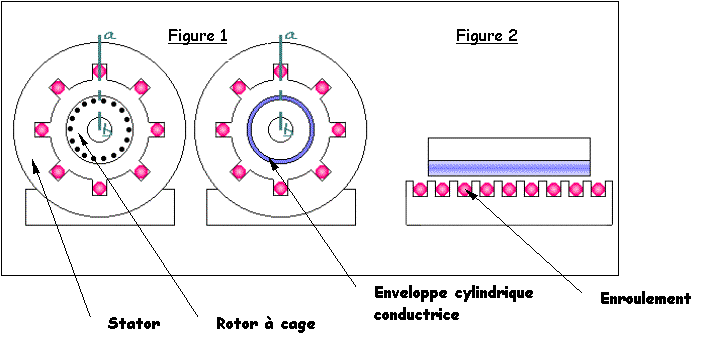 Figure 1
Figure 2
a
a
b
b
Stator
Rotor à cage
Enveloppe cylindrique
conductrice
Enroulement